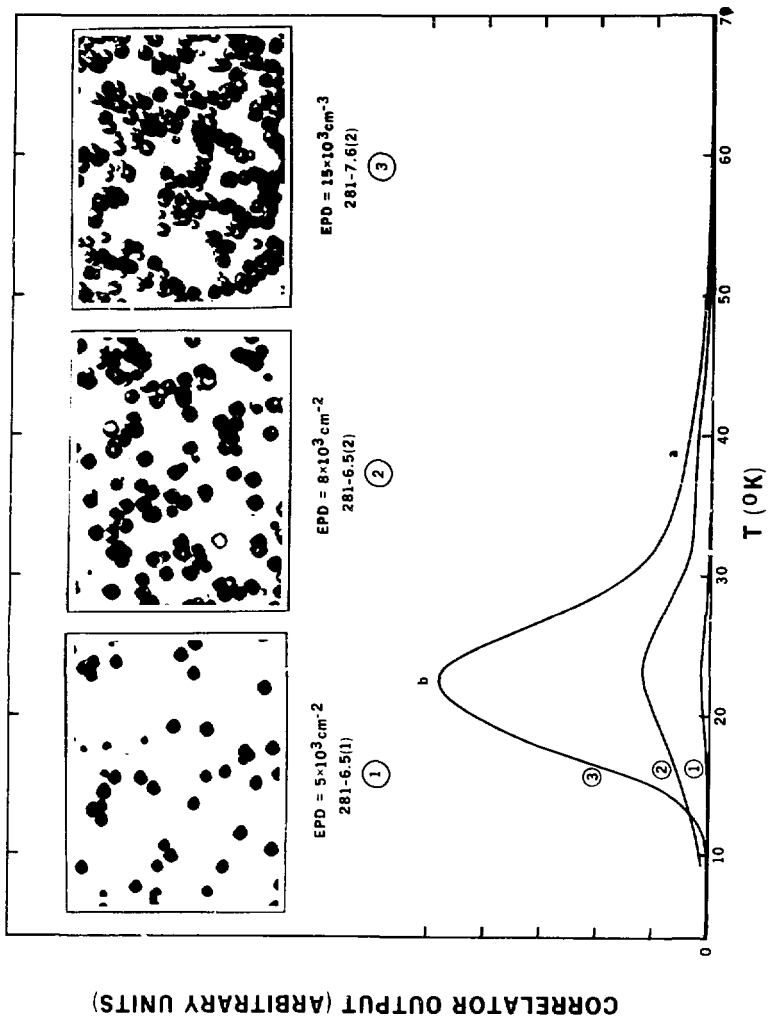 EPD = 5×10³cm⁻²
281-6.5(1)
1
EPD = 8×10³cm⁻²
281-6.5(2)
2
EPD = 15×10³cm⁻³
281-7.6(2)
3
b
a
3
2
1
0
10
20
30
40
50
60
70
T (ºK)
CORRELATOR OUTPUT (ARBITRARY UNITS)